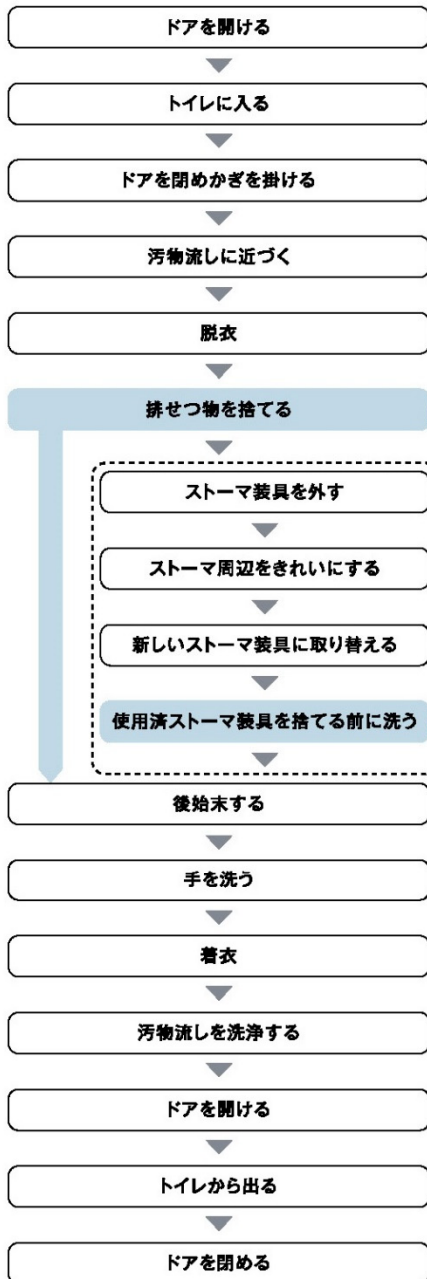 ドアを開ける
トイレに入る
ドアを閉めかぎを掛ける
汚物流しに近づく
脱衣
排せつ物を捨てる
ストーマ装具を外す
ストーマ周辺をきれいにする
新しいストーマ装具に取り替える
使用済ストーマ装具を捨てる前に洗う
後始末する
手を洗う
着衣
汚物流しを洗浄する
ドアを開ける
トイレから出る
ドアを閉める